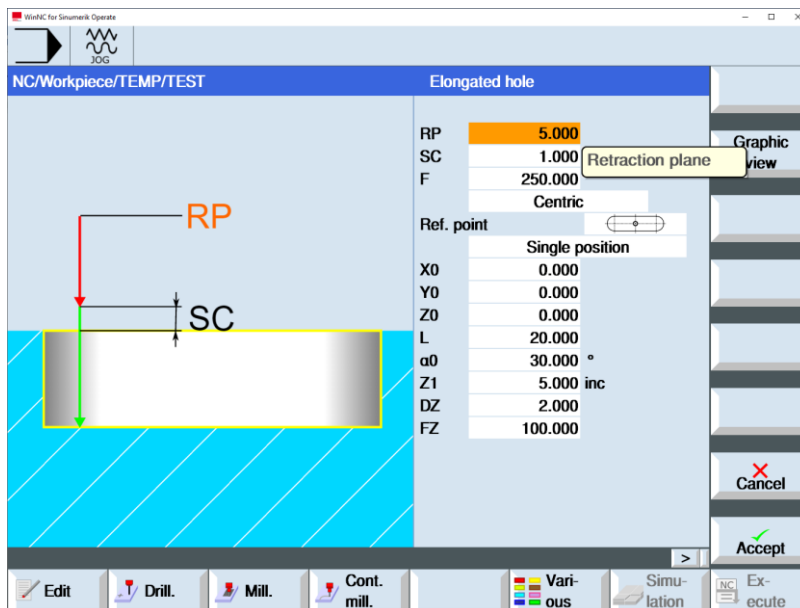 WinNC for Sinumerik Operate
JOG
NC/Workpiece/TEMP/TEST
Elongated hole
RP 5.000
SC 1.000
Retraction plane
F 250.000
Centric
Ref. point
Single position
X0 0.000
Y0 0.000
Z0 0.000
L 20.000
α0 30.000 °
Z1 5.000 inc
DZ 2.000
FZ 100.000
RP
SC
Graphic
view
Cancel
Accept
>
Edit
Drill.
Mill.
Cont.
mill.
Vari-
ous
Simu-
lation
NC
Ex-
ecute